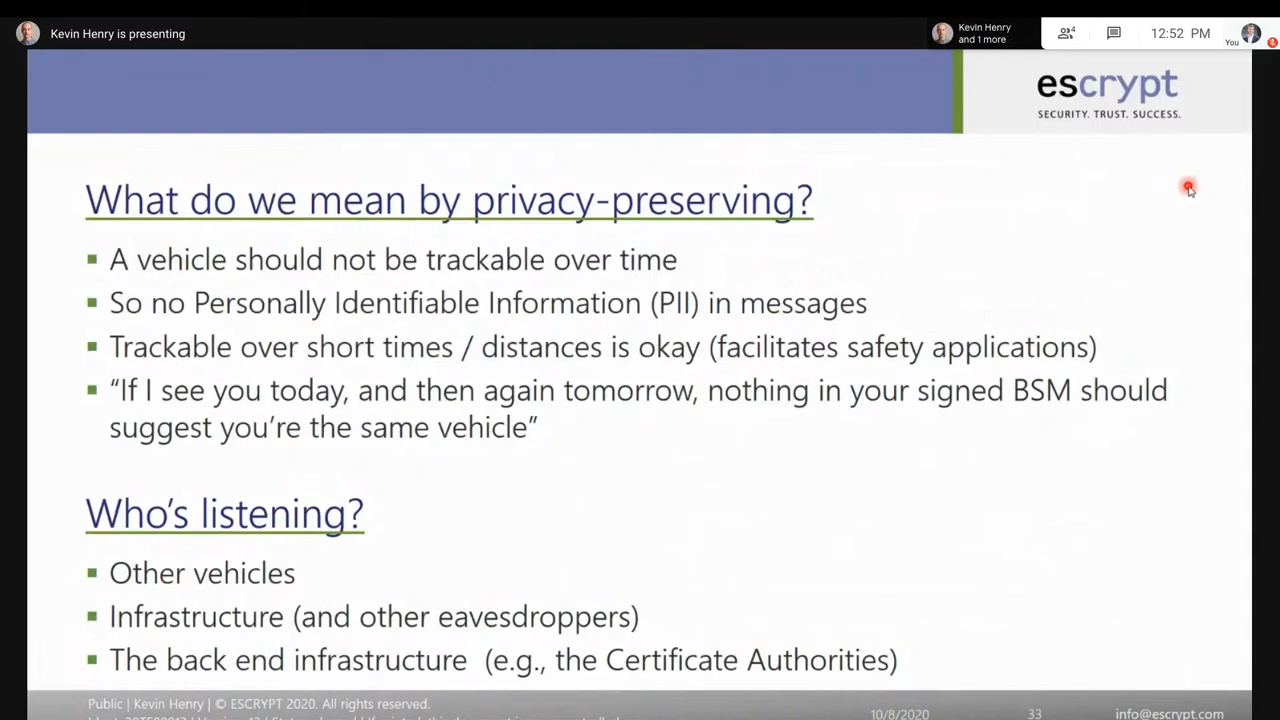 Kevin Henry is presenting
Kevin Henry
and 1 more
4
12:52 PM
You
escrypt
SECURITY. TRUST. SUCCESS.
What do we mean by privacy-preserving?
▪ A vehicle should not be trackable over time
▪ So no Personally Identifiable Information (PII) in messages
▪ Trackable over short times / distances is okay (facilitates safety applications)
▪ “If I see you today, and then again tomorrow, nothing in your signed BSM should
suggest you’re the same vehicle”
Who’s listening?
▪ Other vehicles
▪ Infrastructure (and other eavesdroppers)
▪ The back end infrastructure (e.g., the Certificate Authorities)
Public | Kevin Henry | © ESCRYPT 2020. All rights reserved.
10/8/2020
33
info@escrypt.com